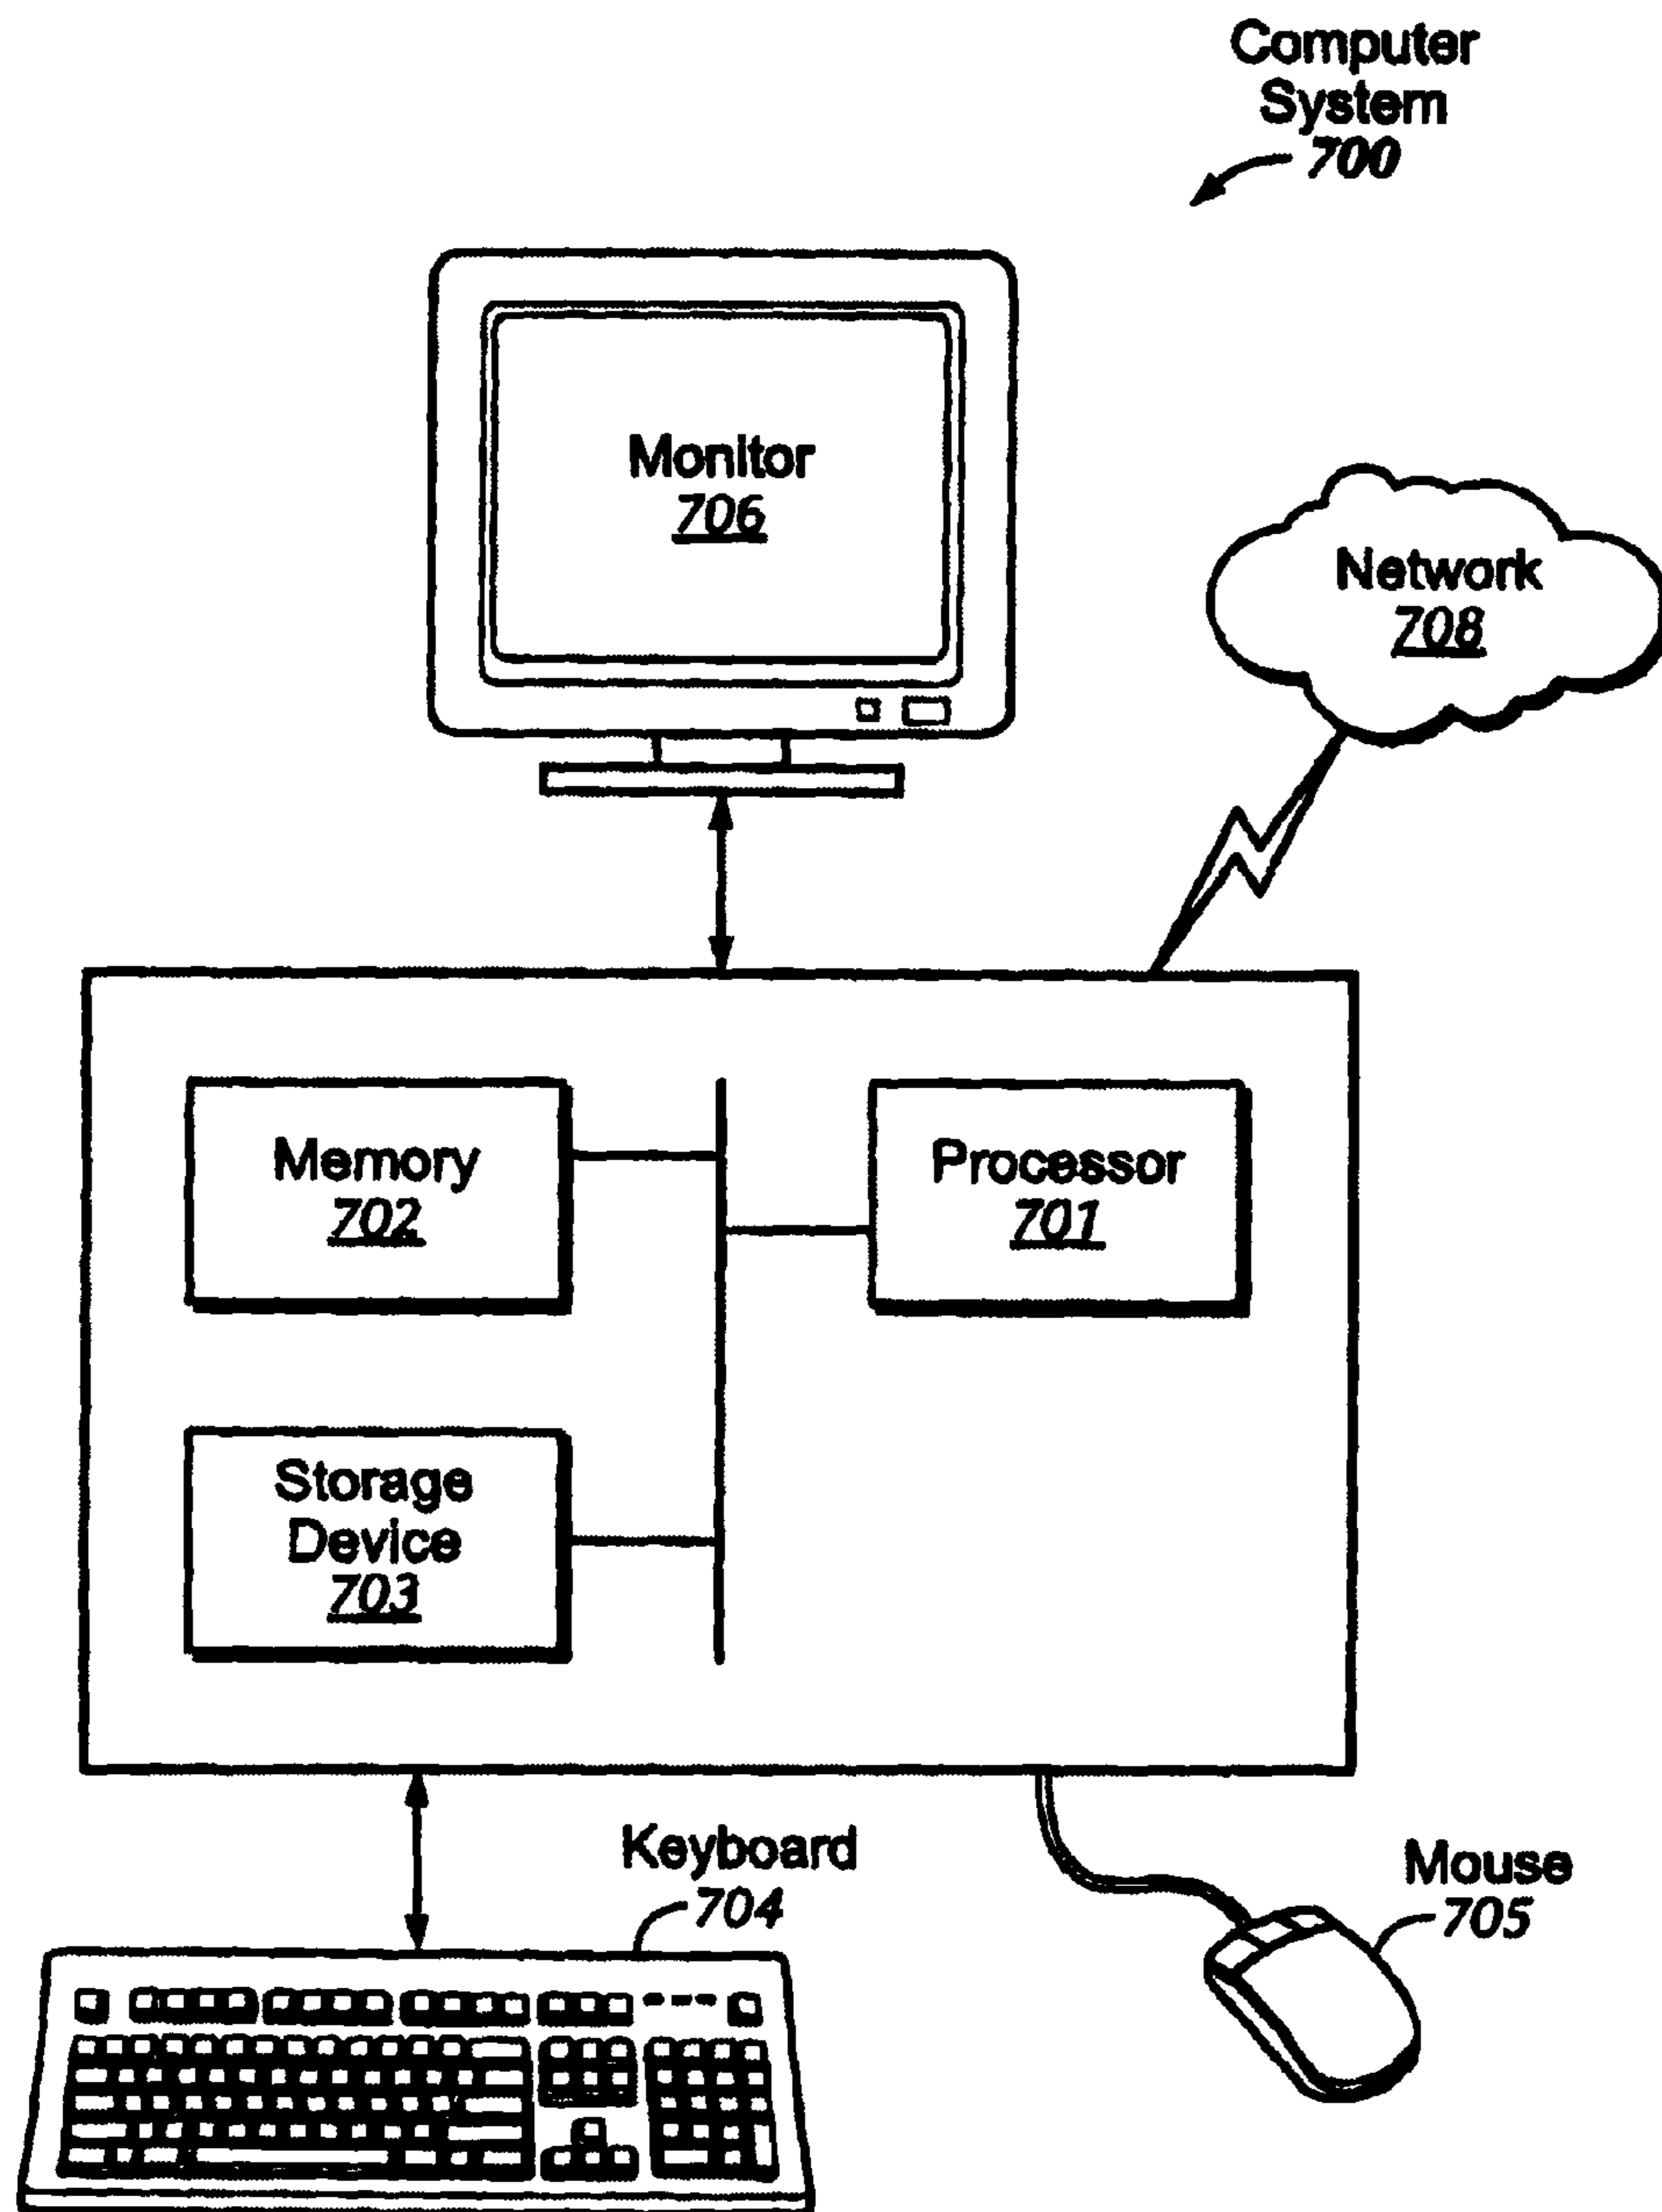 Computer
System
700
Monitor
706
Network
708
Memory
702
Processor
701
Storage
Device
703
Keyboard
704
Mouse
705